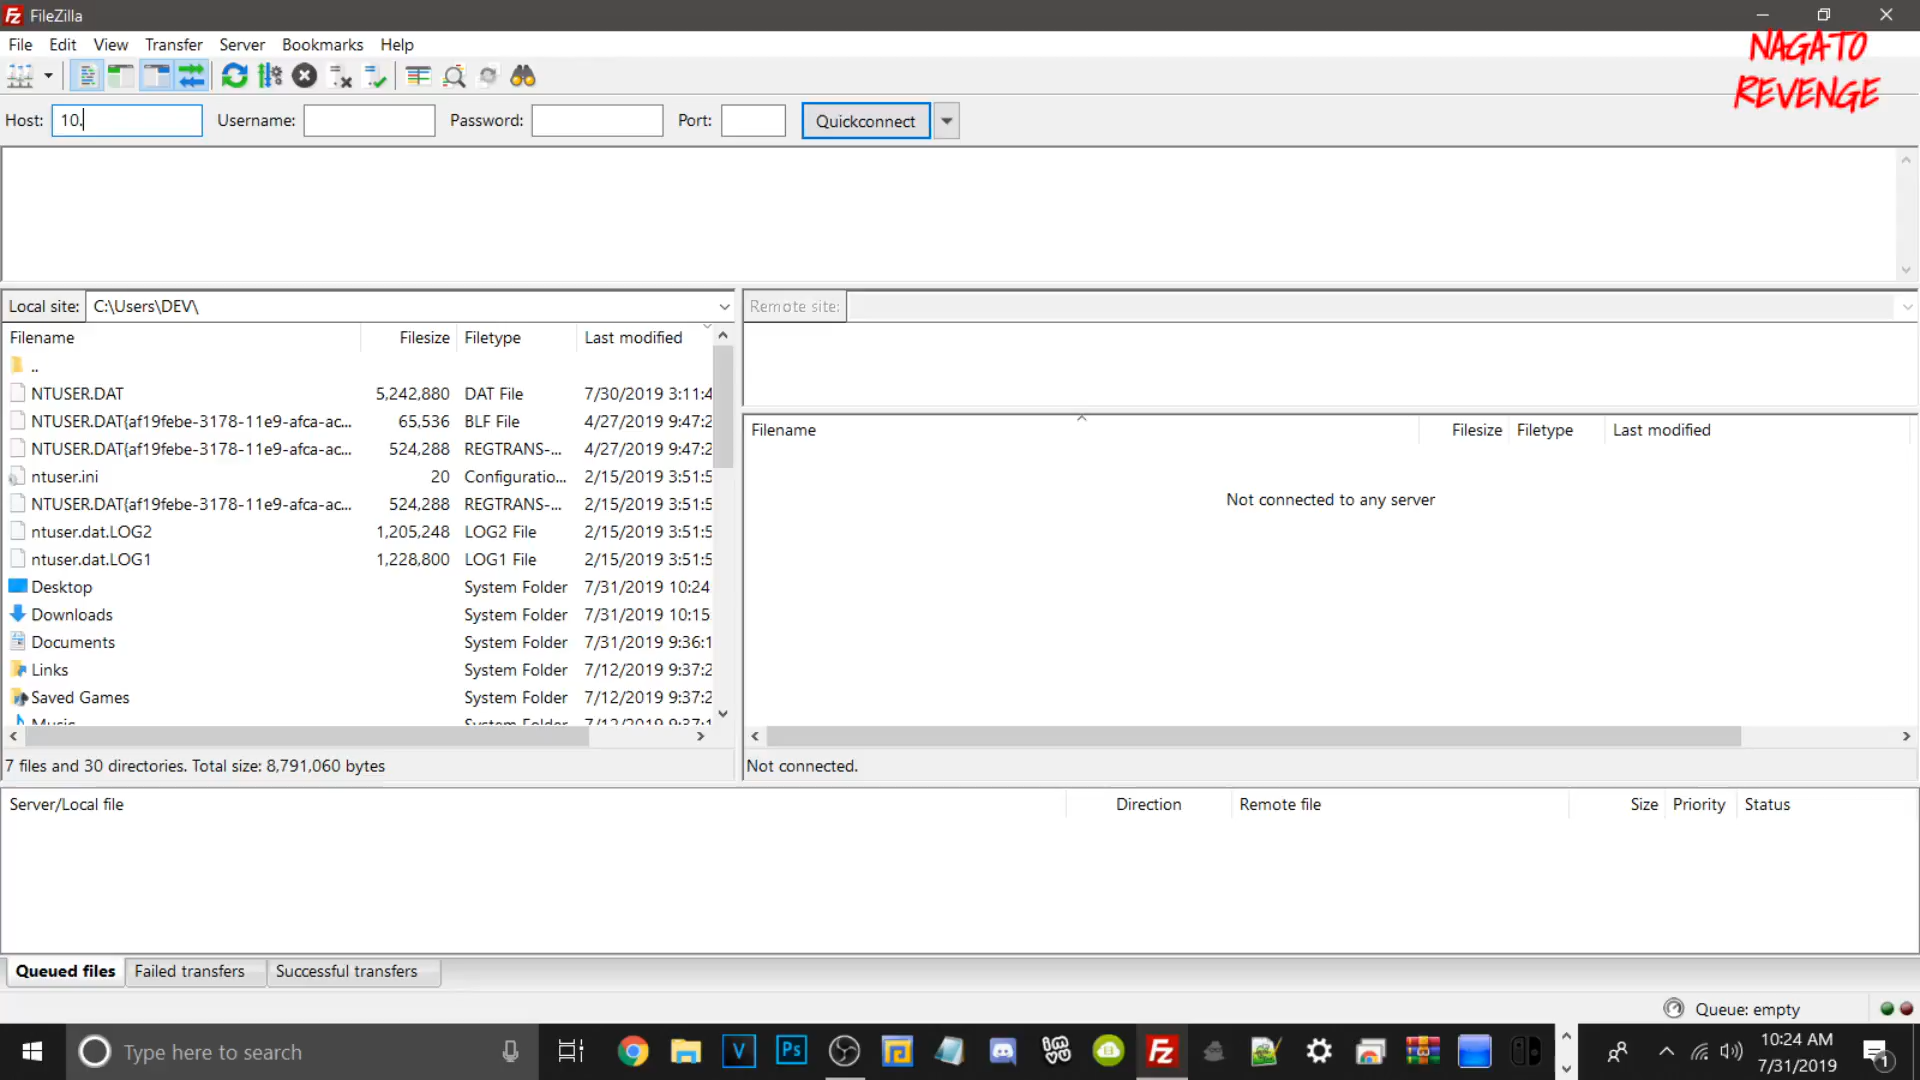 FileZilla
File Edit View Transfer Server Bookmarks Help
NAGATO
REVENGE
Host: 10. Username: Password: Port: Quickconnect
Local site: C:\Users\DEV\
Filename Filesize Filetype Last modified
..
NTUSER.DAT 5,242,880 DAT File 7/30/2019 3:11:4
NTUSER.DAT{af19febe-3178-11e9-afca-ac... 65,536 BLF File 4/27/2019 9:47:2
NTUSER.DAT{af19febe-3178-11e9-afca-ac... 524,288 REGTRANS-... 4/27/2019 9:47:2
ntuser.ini 20 Configuratio... 2/15/2019 3:51:5
NTUSER.DAT{af19febe-3178-11e9-afca-ac... 524,288 REGTRANS-... 2/15/2019 3:51:5
ntuser.dat.LOG2 1,205,248 LOG2 File 2/15/2019 3:51:5
ntuser.dat.LOG1 1,228,800 LOG1 File 2/15/2019 3:51:5
Desktop System Folder 7/31/2019 10:24
Downloads System Folder 7/31/2019 10:15
Documents System Folder 7/31/2019 9:36:1
Links System Folder 7/12/2019 9:37:2
Saved Games System Folder 7/12/2019 9:37:2
Music System Folder 7/12/2019 9:37:1
7 files and 30 directories. Total size: 8,791,060 bytes
Remote site:
Filename Filesize Filetype Last modified
Not connected to any server
Not connected.
Server/Local file Direction Remote file Size Priority Status
Queued files Failed transfers Successful transfers
Queue: empty
Type here to search
10:24 AM
7/31/2019
1